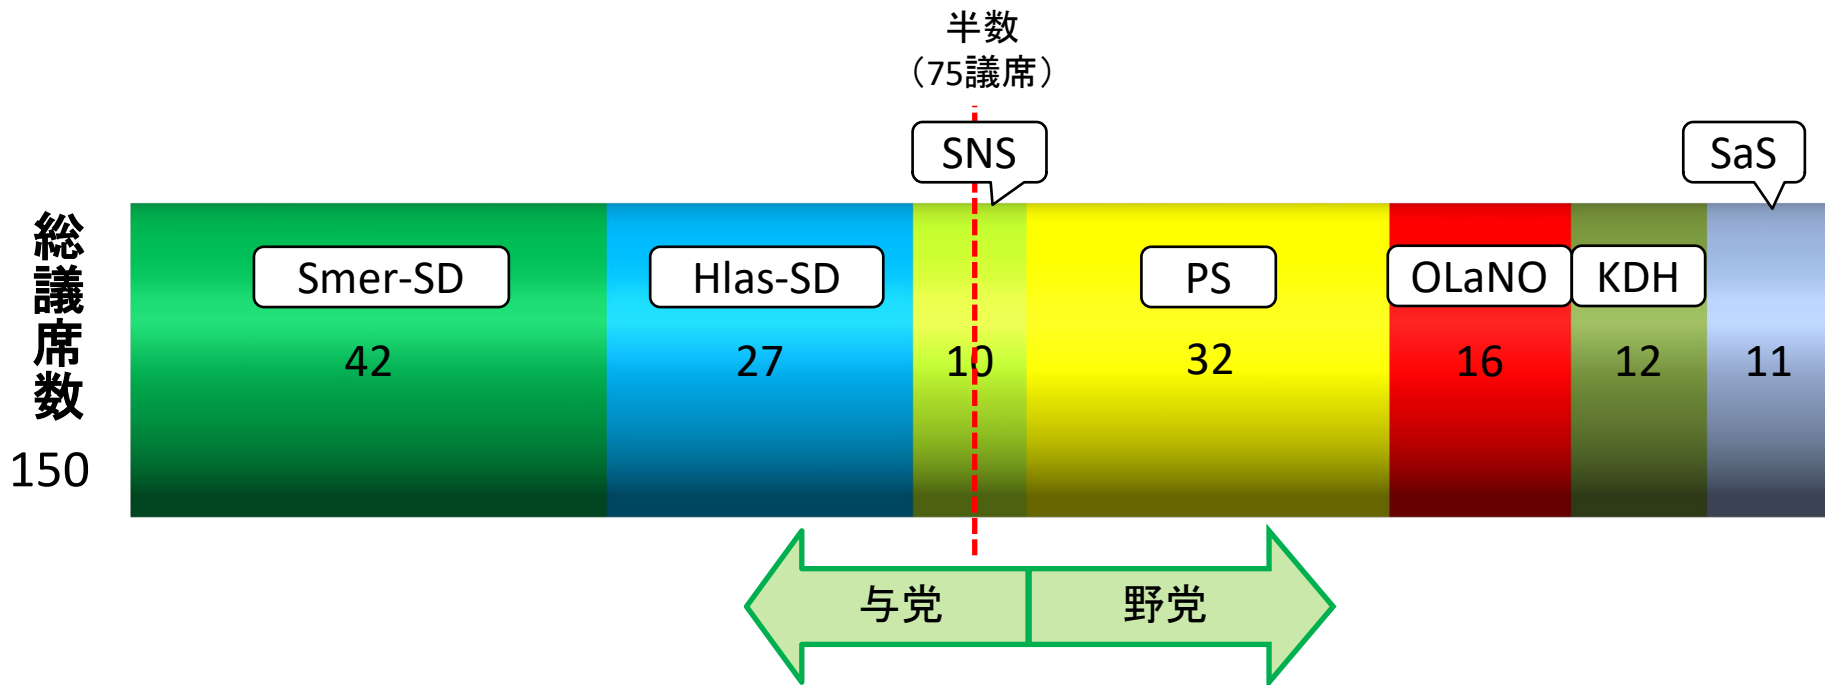 半数
（75議席）
SNS
SaS
総議席数
150
Smer-SD
Hlas-SD
PS
OLaNO
KDH
42
27
10
32
16
12
11
与党
野党